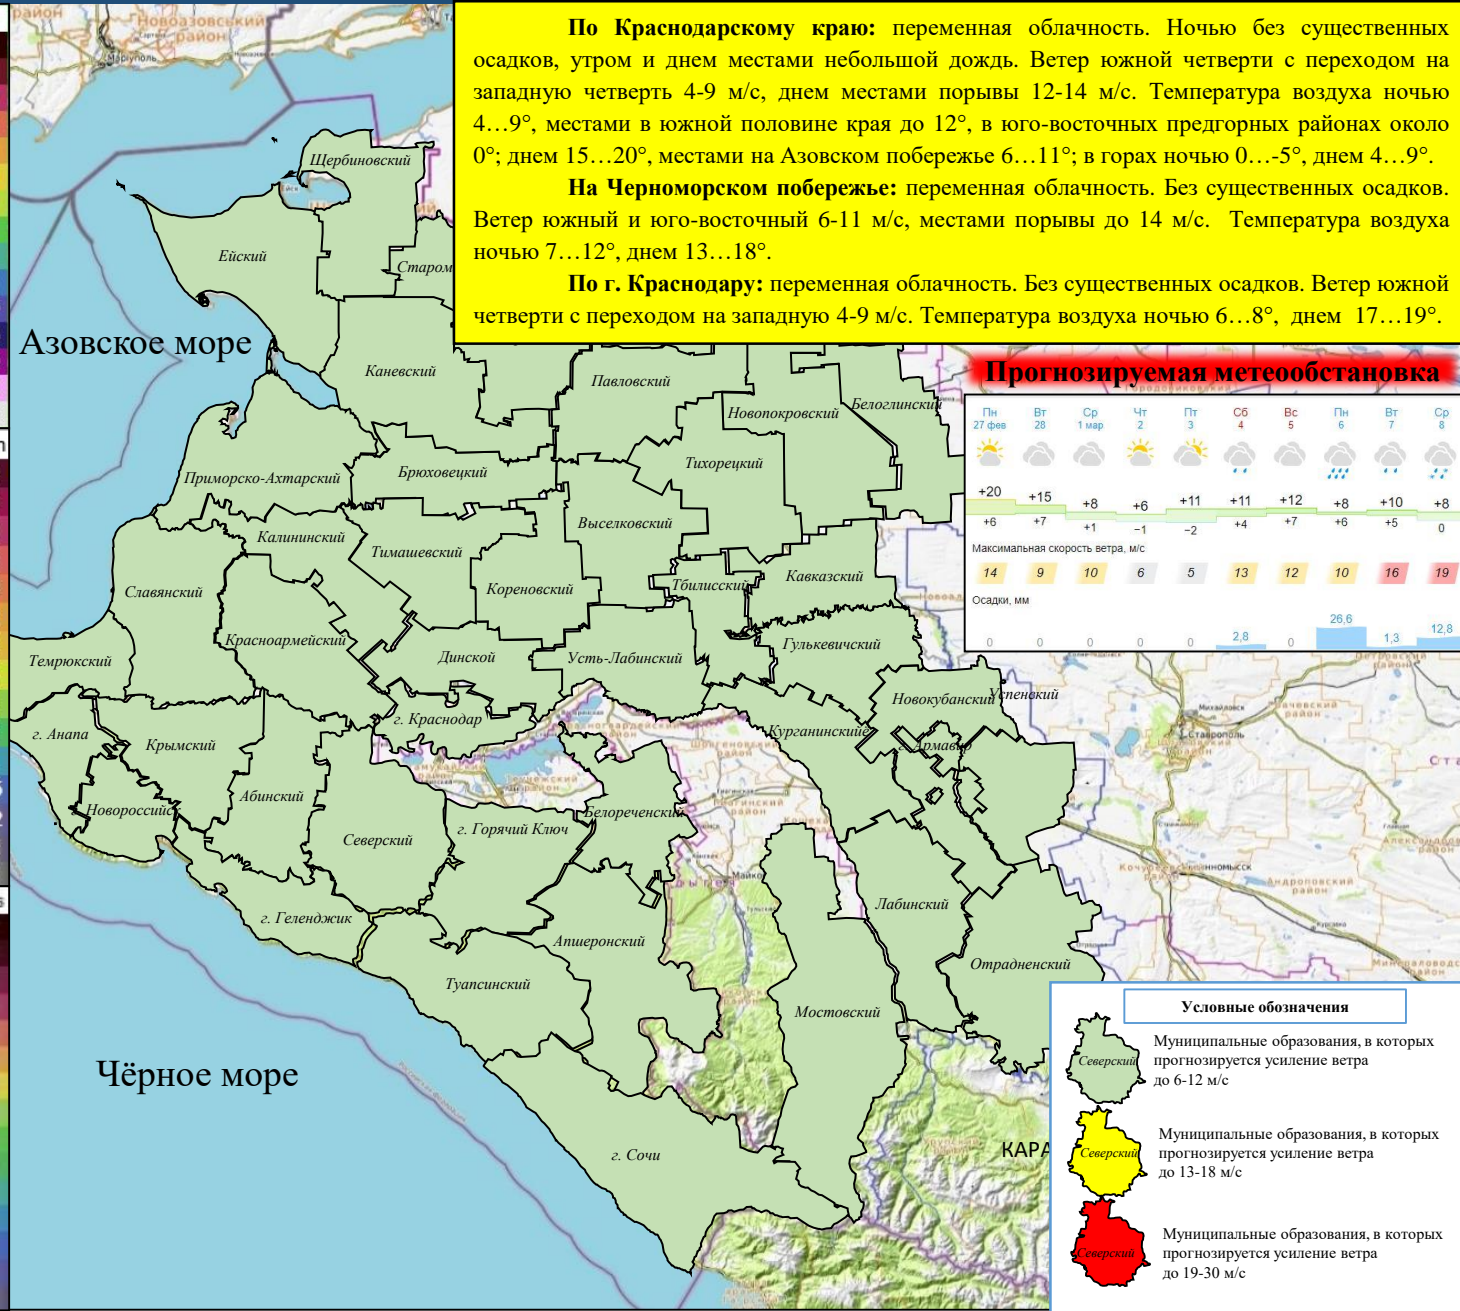 По Краснодарскому краю: переменная облачность. Ночью без существенных
осадков, утром и днем местами небольшой дождь. Ветер южной четверти с переходом на
западную четверть 4-9 м/с, днем местами порывы 12-14 м/с. Температура воздуха ночью
4…9°, местами в южной половине края до 12°, в юго-восточных предгорных районах около
0°; днем 15…20°, местами на Азовском побережье 6…11°; в горах ночью 0…-5°, днем 4…9°.
На Черноморском побережье: переменная облачность. Без существенных осадков.
Ветер южный и юго-восточный 6-11 м/с, местами порывы до 14 м/с. Температура воздуха
ночью 7…12°, днем 13…18°.
По г. Краснодару: переменная облачность. Без существенных осадков. Ветер южной
четверти с переходом на западную 4-9 м/с. Температура воздуха ночью 6…8°, днем 17…19°.
Новоазовський
район
Маріуполь
Щербиновский
Ейский
Старом
Азовское море
Каневский
Павловский
Новопокровский
Белоглинский
Приморско-Ахтарский
Брюховецкий
Тихорецкий
Калининский
Тимашевский
Выселковский
Славянский
Кореновский
Тбилисский
Кавказский
Красноармейский
Темрюкский
Динской
Усть-Лабинский
Гулькевичский
Новокубанский
Успенский
г. Анапа
Крымский
г. Краснодар
Курганинские
г. Армавир
Новороссийск
Абинский
Северский
г. Горячий Ключ
Белореченский
г. Геленджик
Апшеронский
Лабинский
Туапсинский
Мостовский
Отрадненский
Чёрное море
г. Сочи
КАРА
Ставрополь
Михайловск
Майко
Андроповский
район
Прогнозируемая метеообстановка
Пн Вт Ср Чт Пт Сб Вс Пн Вт Ср
27 фев 28 1 мар 2 3 4 5 6 7 8
+20 +15 +8 +6 +11 +11 +12 +8 +10 +8
+6 +7 +1 −1 −2 +4 +7 +6 +5 0
Максимальная скорость ветра, м/с
14 9 10 6 5 13 12 10 16 19
Осадки, мм
0 0 0 0 0 2,8 0 26,6 1,3 12,8
Условные обозначения
Северский
Муниципальные образования, в которых
прогнозируется усиление ветра
до 6-12 м/с
Северский
Муниципальные образования, в которых
прогнозируется усиление ветра
до 13-18 м/с
Северский
Муниципальные образования, в которых
прогнозируется усиление ветра
до 19-30 м/с